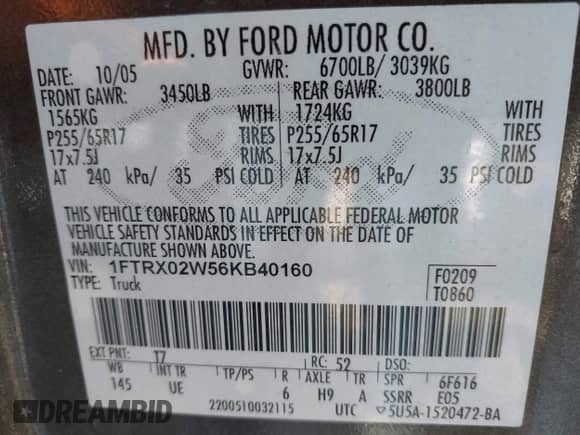 MFD. BY FORD MOTOR CO.
DATE: 10/05 GVWR: 6700LB/ 3039KG
FRONT GAWR: 3450LB REAR GAWR: 3800LB
1565KG WITH 1724KG WITH
P255/65R17 TIRES P255/65R17 TIRES
17x7.5J RIMS 17x7.5J RIMS
AT 240 kPa/ 35 PSI COLD AT 240 kPa/ 35 PSI COLD
Ford
THIS VEHICLE CONFORMS TO ALL APPLICABLE FEDERAL MOTOR
VEHICLE SAFETY STANDARDS IN EFFECT ON THE DATE OF
MANUFACTURE SHOWN ABOVE.
VIN: 1FTRX02W56KB40160
TYPE: Truck
F0209
T0860
EXT PNT: T7 RC: 52 DSO:
WB INT TR TP/PS R AXLE TR SPR 6F616
145 UE 6 H9 A SSRR E05
2200510032115 UTC 5U5A-1520472-BA
DREAMBID